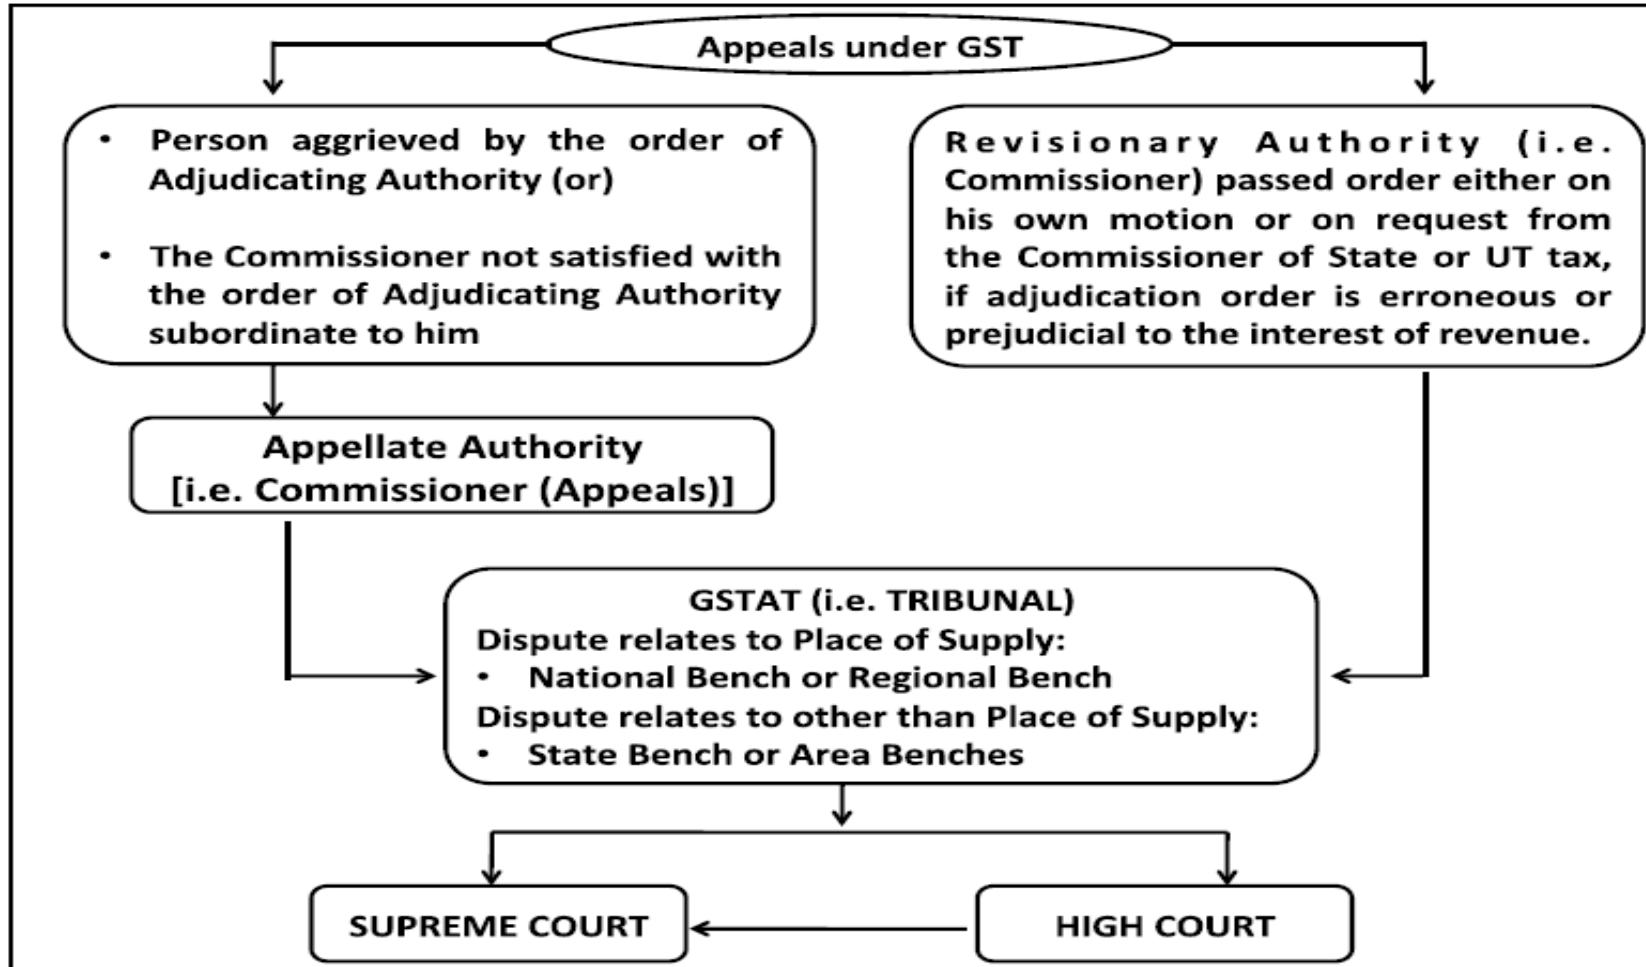 Appeals under GST
• Person aggrieved by the order of
Adjudicating Authority (or)
• The Commissioner not satisfied with
the order of Adjudicating Authority
subordinate to him
Revisionary Authority (i.e.
Commissioner) passed order either on
his own motion or on request from
the Commissioner of State or UT tax,
if adjudication order is erroneous or
prejudicial to the interest of revenue.
Appellate Authority
[i.e. Commissioner (Appeals)]
GSTAT (i.e. TRIBUNAL)
Dispute relates to Place of Supply:
• National Bench or Regional Bench
Dispute relates to other than Place of Supply:
• State Bench or Area Benches
SUPREME COURT
HIGH COURT